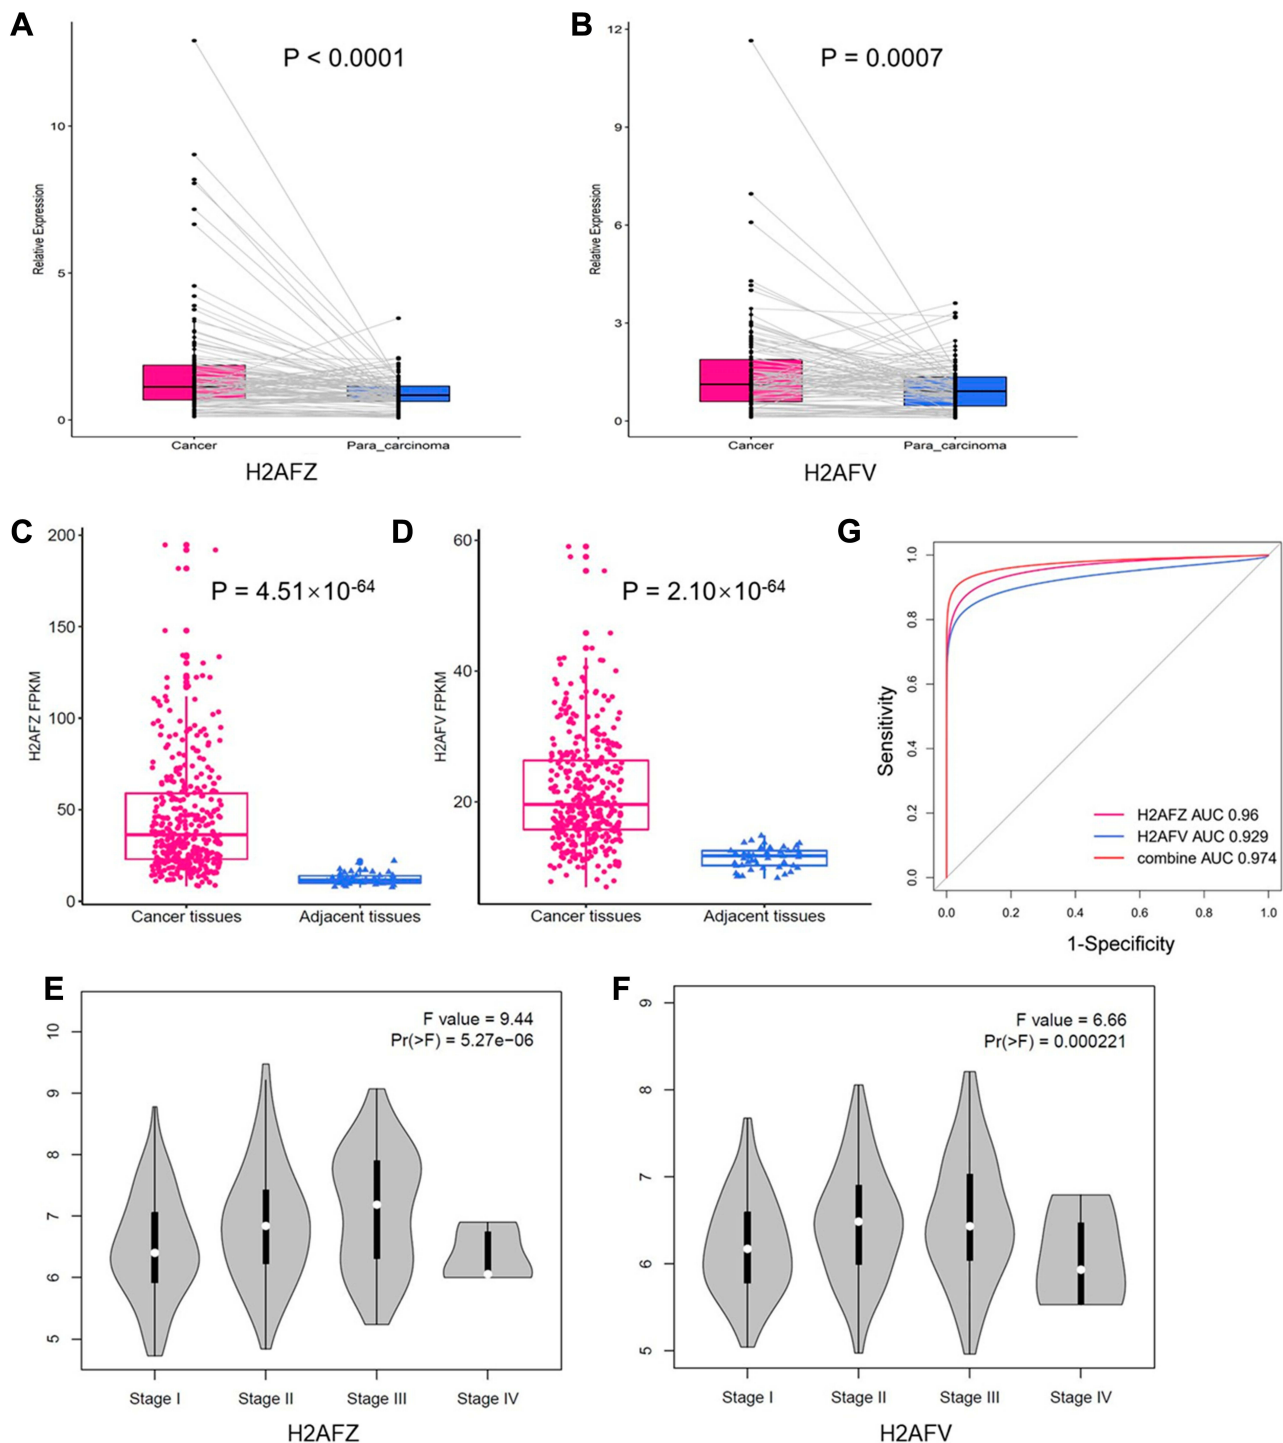 A
P < 0.0001
10
5
0
Relative Expression
Cancer
Para_carcinoma
H2AFZ
B
P = 0.0007
12
9
6
3
0
Relative Expression
Cancer
Para_carcinoma
H2AFV
C
P = 4.51×10-64
200
150
100
50
0
H2AFZ FPKM
Cancer tissues
Adjacent tissues
D
P = 2.10×10-64
60
40
20
H2AFV FPKM
Cancer tissues
Adjacent tissues
G
1.0
0.8
0.6
0.4
0.2
0.0
Sensitivity
H2AFZ AUC 0.96
H2AFV AUC 0.929
combine AUC 0.974
0.0
0.2
0.4
0.6
0.8
1.0
1-Specificity
E
F value = 9.44
Pr(>F) = 5.27e−06
10
9
8
7
6
5
Stage I
Stage II
Stage III
Stage IV
H2AFZ
F
F value = 6.66
Pr(>F) = 0.000221
9
8
7
6
5
Stage I
Stage II
Stage III
Stage IV
H2AFV